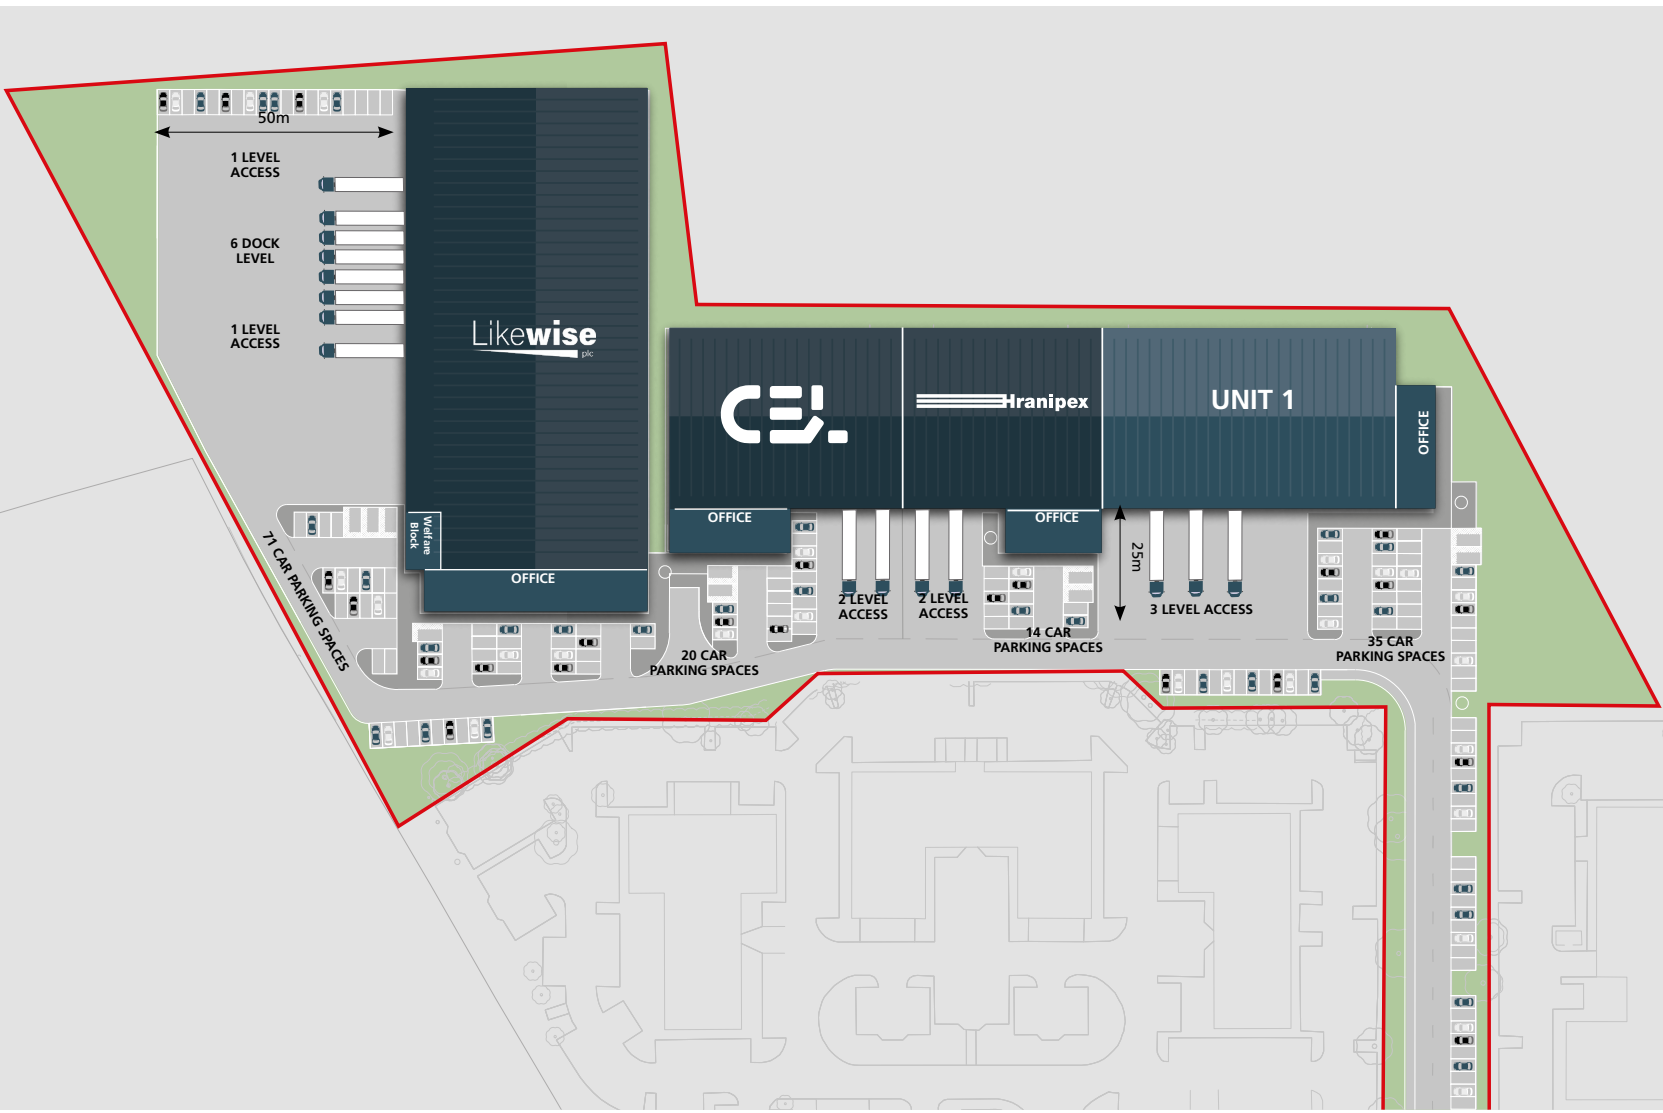 50m
1 LEVEL
ACCESS
6 DOCK
LEVEL
1 LEVEL
ACCESS
Likewise
plc
CEL
Hranipex
UNIT 1
OFFICE
OFFICE
OFFICE
Welfare
Block
OFFICE
25m
71 CAR PARKING SPACES
2 LEVEL
ACCESS
2 LEVEL
ACCESS
3 LEVEL ACCESS
20 CAR
PARKING SPACES
14 CAR
PARKING SPACES
35 CAR
PARKING SPACES